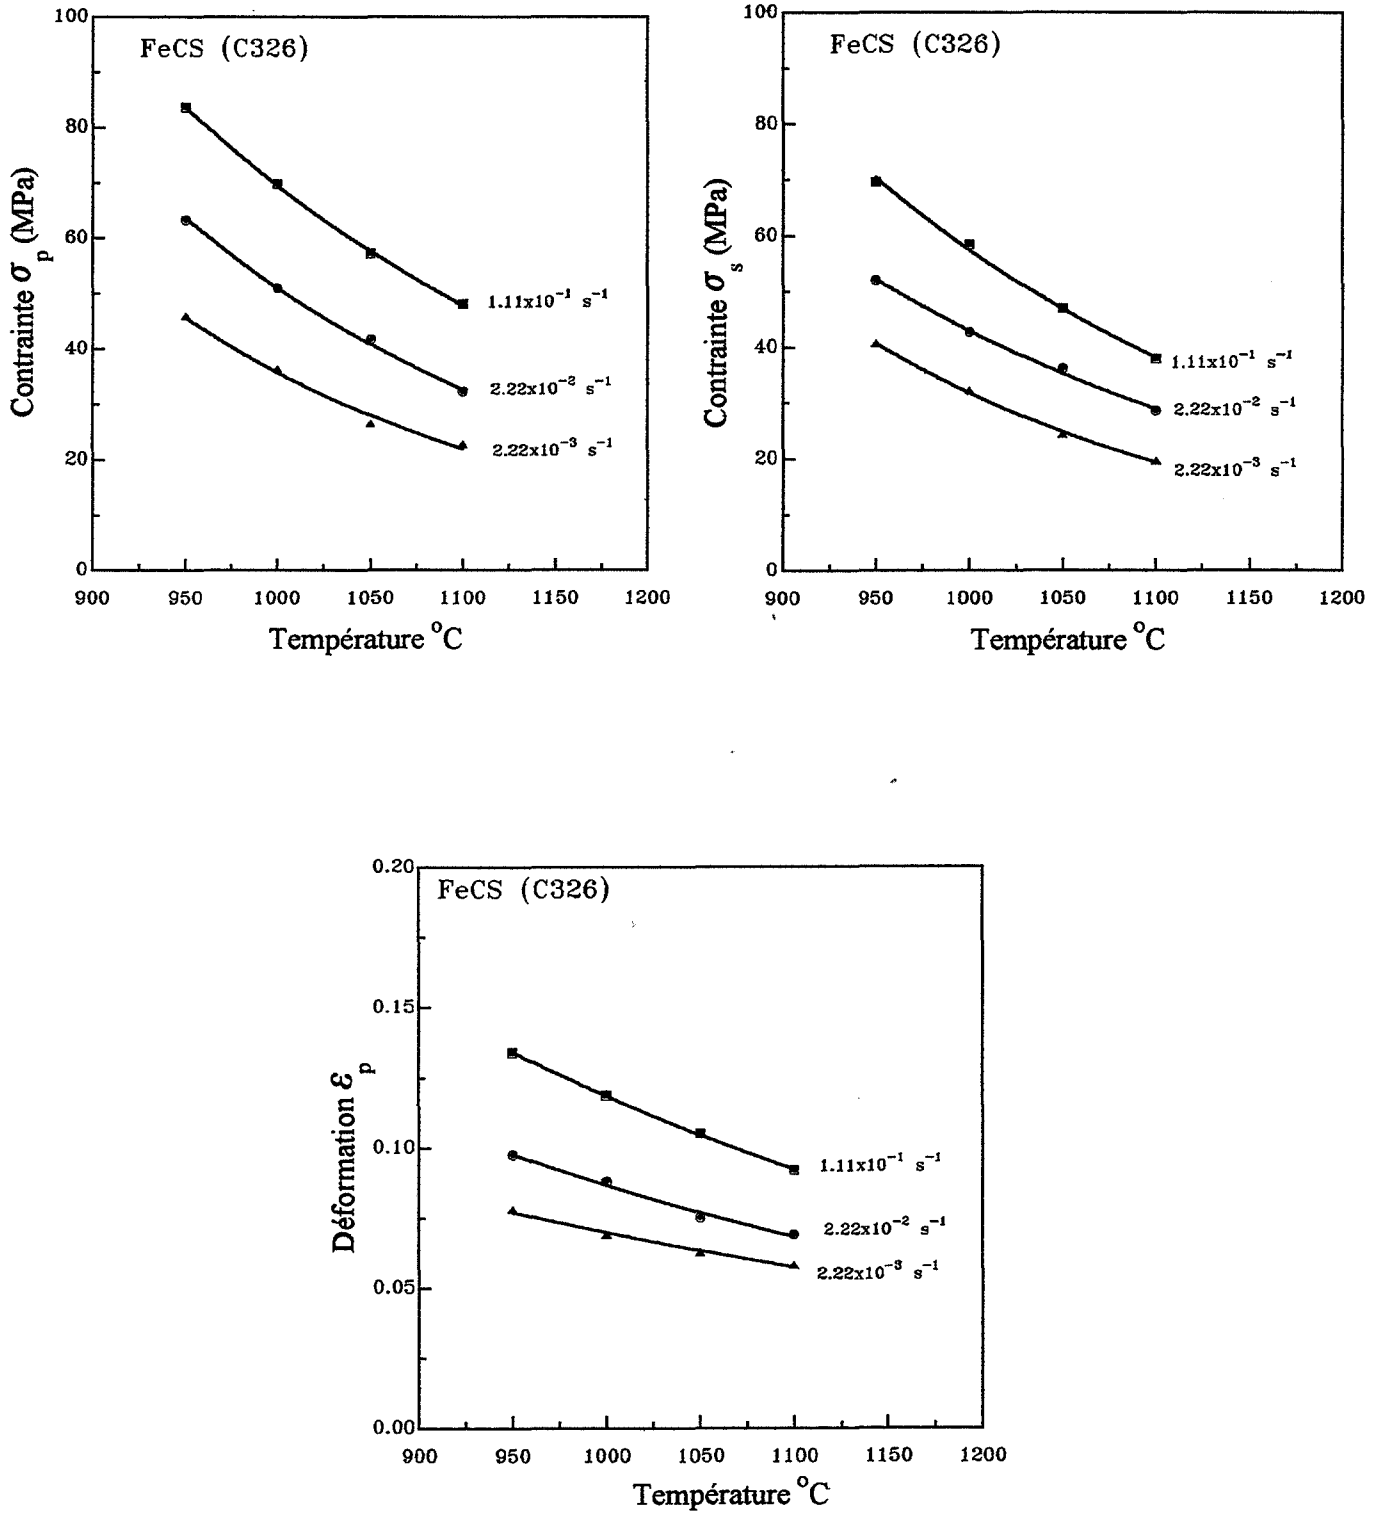 FeCS (C326)
100
80
60
40
20
0
Contrainte σp (MPa)
1.11x10⁻¹ s⁻¹
2.22x10⁻² s⁻¹
2.22x10⁻³ s⁻¹
900 950 1000 1050 1100 1150 1200
Température °C
FeCS (C326)
100
80
60
40
20
0
Contrainte σs (MPa)
1.11x10⁻¹ s⁻¹
2.22x10⁻² s⁻¹
2.22x10⁻³ s⁻¹
900 950 1000 1050 1100 1150 1200
Température °C
FeCS (C326)
0.20
0.15
0.10
0.05
0.00
Déformation εp
1.11x10⁻¹ s⁻¹
2.22x10⁻² s⁻¹
2.22x10⁻³ s⁻¹
900 950 1000 1050 1100 1150 1200
Température °C